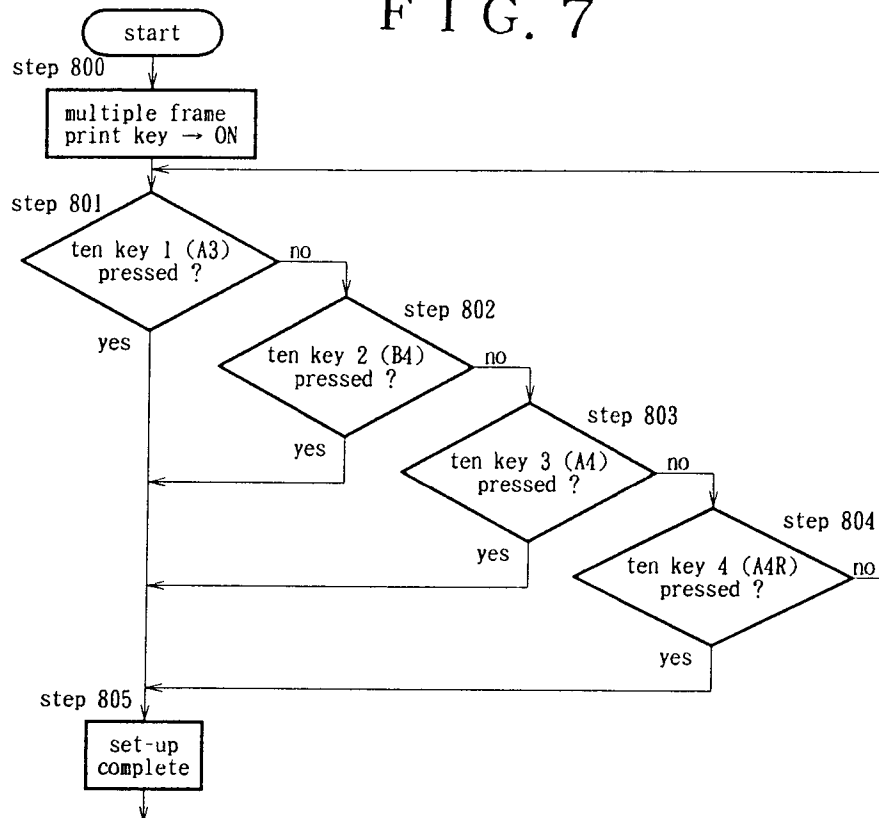 FIG. 7
start
step 800
multiple frame
print key → ON
step 801
ten key 1 (A3)
pressed ?
no
yes
step 802
ten key 2 (B4)
pressed ?
no
yes
step 803
ten key 3 (A4)
pressed ?
no
yes
step 804
ten key 4 (A4R)
pressed ?
no
yes
step 805
set-up
complete